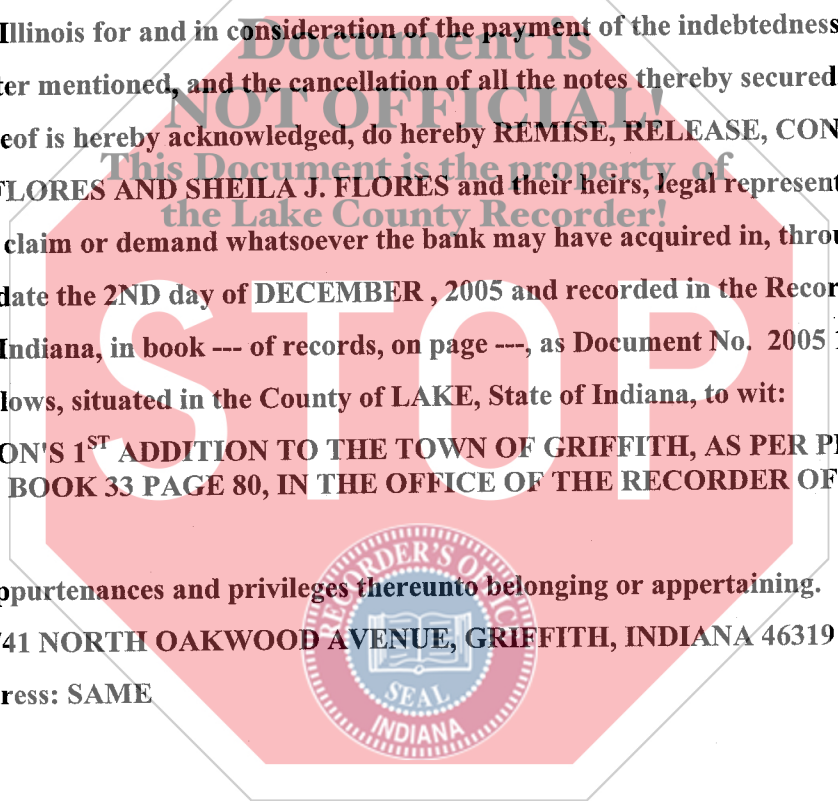 Illinois for and in consideration of the payment of the indebtedness
Document is
ter mentioned, and the cancellation of all the notes thereby secured
NOT OFFICIAL!
eof is hereby acknowledged, do hereby REMISE, RELEASE, CON
This Document is the property of
FLORES AND SHEILA J. FLORES and their heirs, legal represent
the Lake County Recorder!
claim or demand whatsoever the bank may have acquired in, throu
date the 2ND day of DECEMBER , 2005 and recorded in the Recor
STOP
Indiana, in book --- of records, on page ---, as Document No. 2005 1
lows, situated in the County of LAKE, State of Indiana, to wit:
ON'S 1ST ADDITION TO THE TOWN OF GRIFFITH, AS PER PL
BOOK 33 PAGE 80, IN THE OFFICE OF THE RECORDER OF
RECORDER'S OFFICE
ppurtenances and privileges thereunto belonging or appertaining.
741 NORTH OAKWOOD AVENUE, GRIFFITH, INDIANA 46319
ress: SAME
SEAL
INDIANA